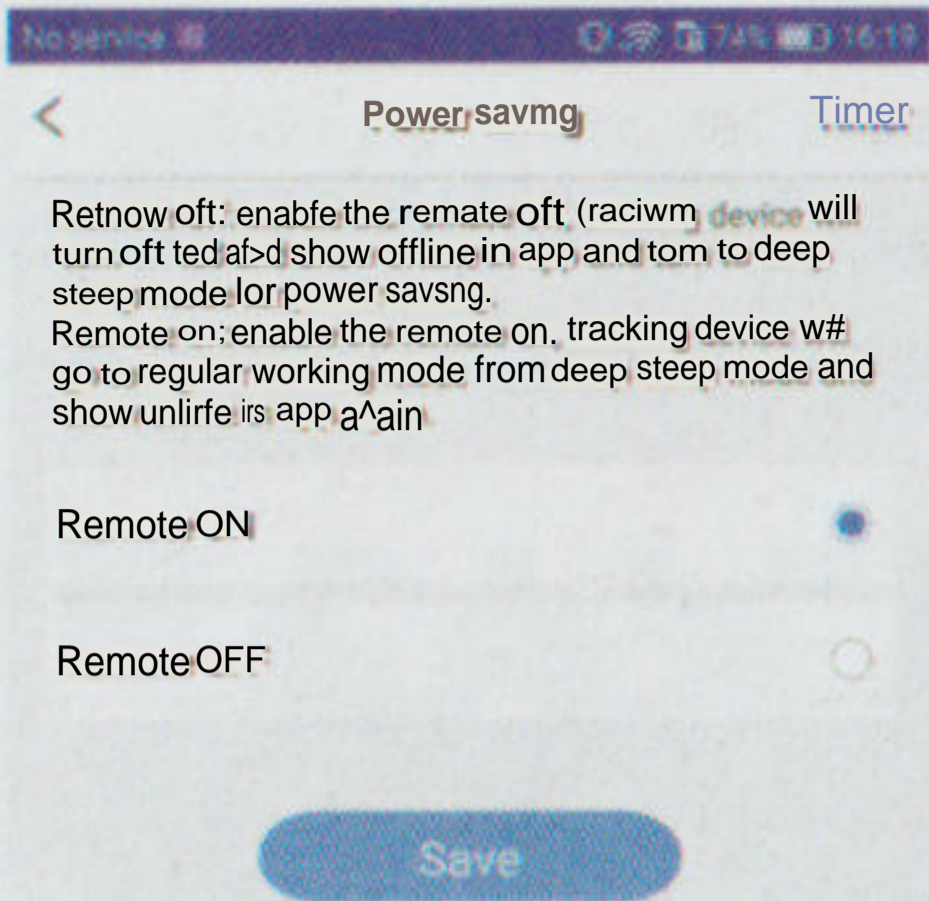 No service
74% 16:19
Power savmg Timer
Retnow oft: enabfe the remate oft, (raciwm device will
turn oft ted af>d show offline in app and tom to deep
steep mode lor power savsng.
Remote on; enable the remote on. tracking device w#
go to regular working mode from deep steep mode and
show unlirfe irs app a^ain
Remote ON
Remote OFF
Save